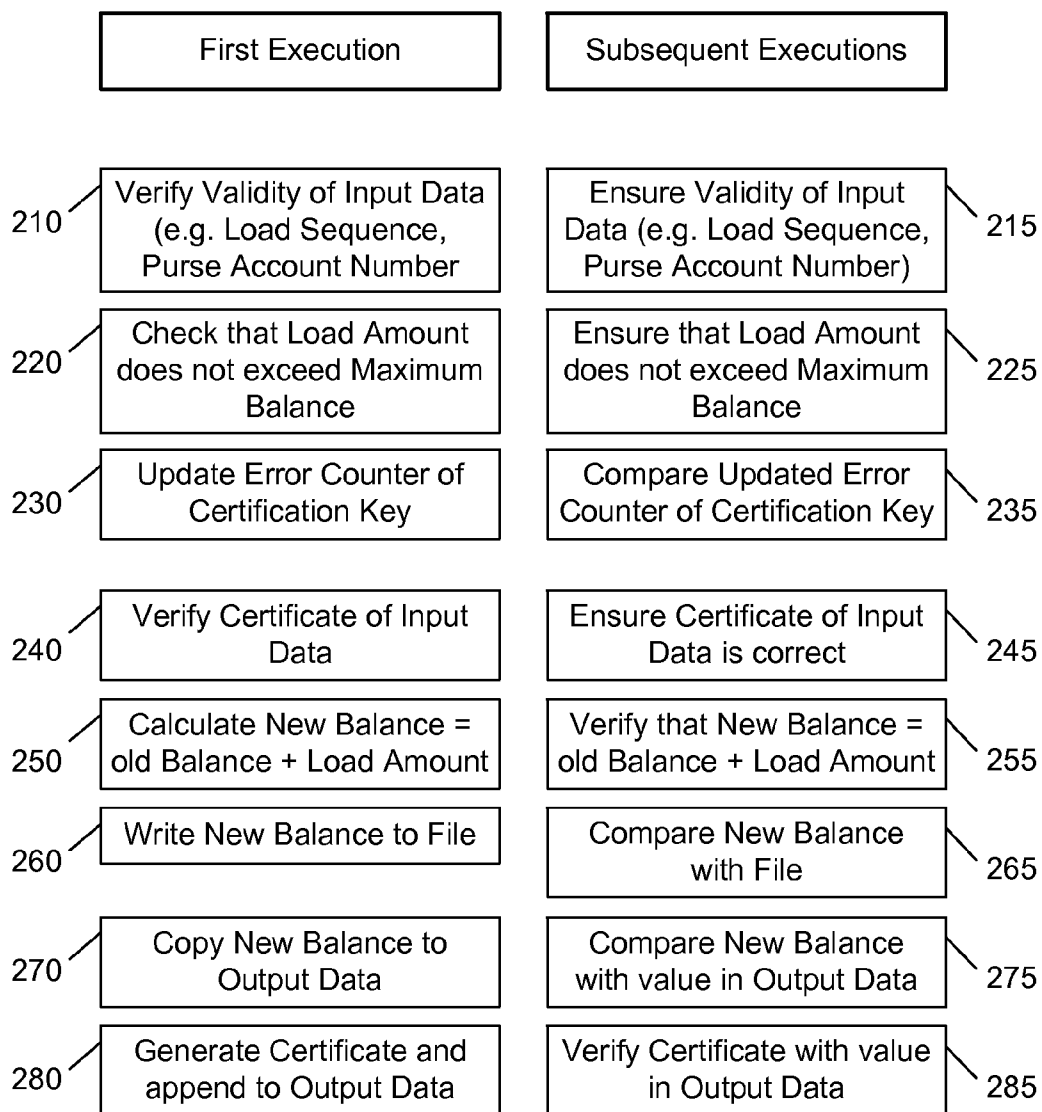 First Execution
Subsequent Executions
210
Verify Validity of Input Data
(e.g. Load Sequence,
Purse Account Number
Ensure Validity of Input
Data (e.g. Load Sequence,
Purse Account Number)
215
220
Check that Load Amount
does not exceed Maximum
Balance
Ensure that Load Amount
does not exceed Maximum
Balance
225
230
Update Error Counter of
Certification Key
Compare Updated Error
Counter of Certification Key
235
240
Verify Certificate of Input
Data
Ensure Certificate of Input
Data is correct
245
250
Calculate New Balance =
old Balance + Load Amount
Verify that New Balance =
old Balance + Load Amount
255
260
Write New Balance to File
Compare New Balance
with File
265
270
Copy New Balance to
Output Data
Compare New Balance
with value in Output Data
275
280
Generate Certificate and
append to Output Data
Verify Certificate with value
in Output Data
285